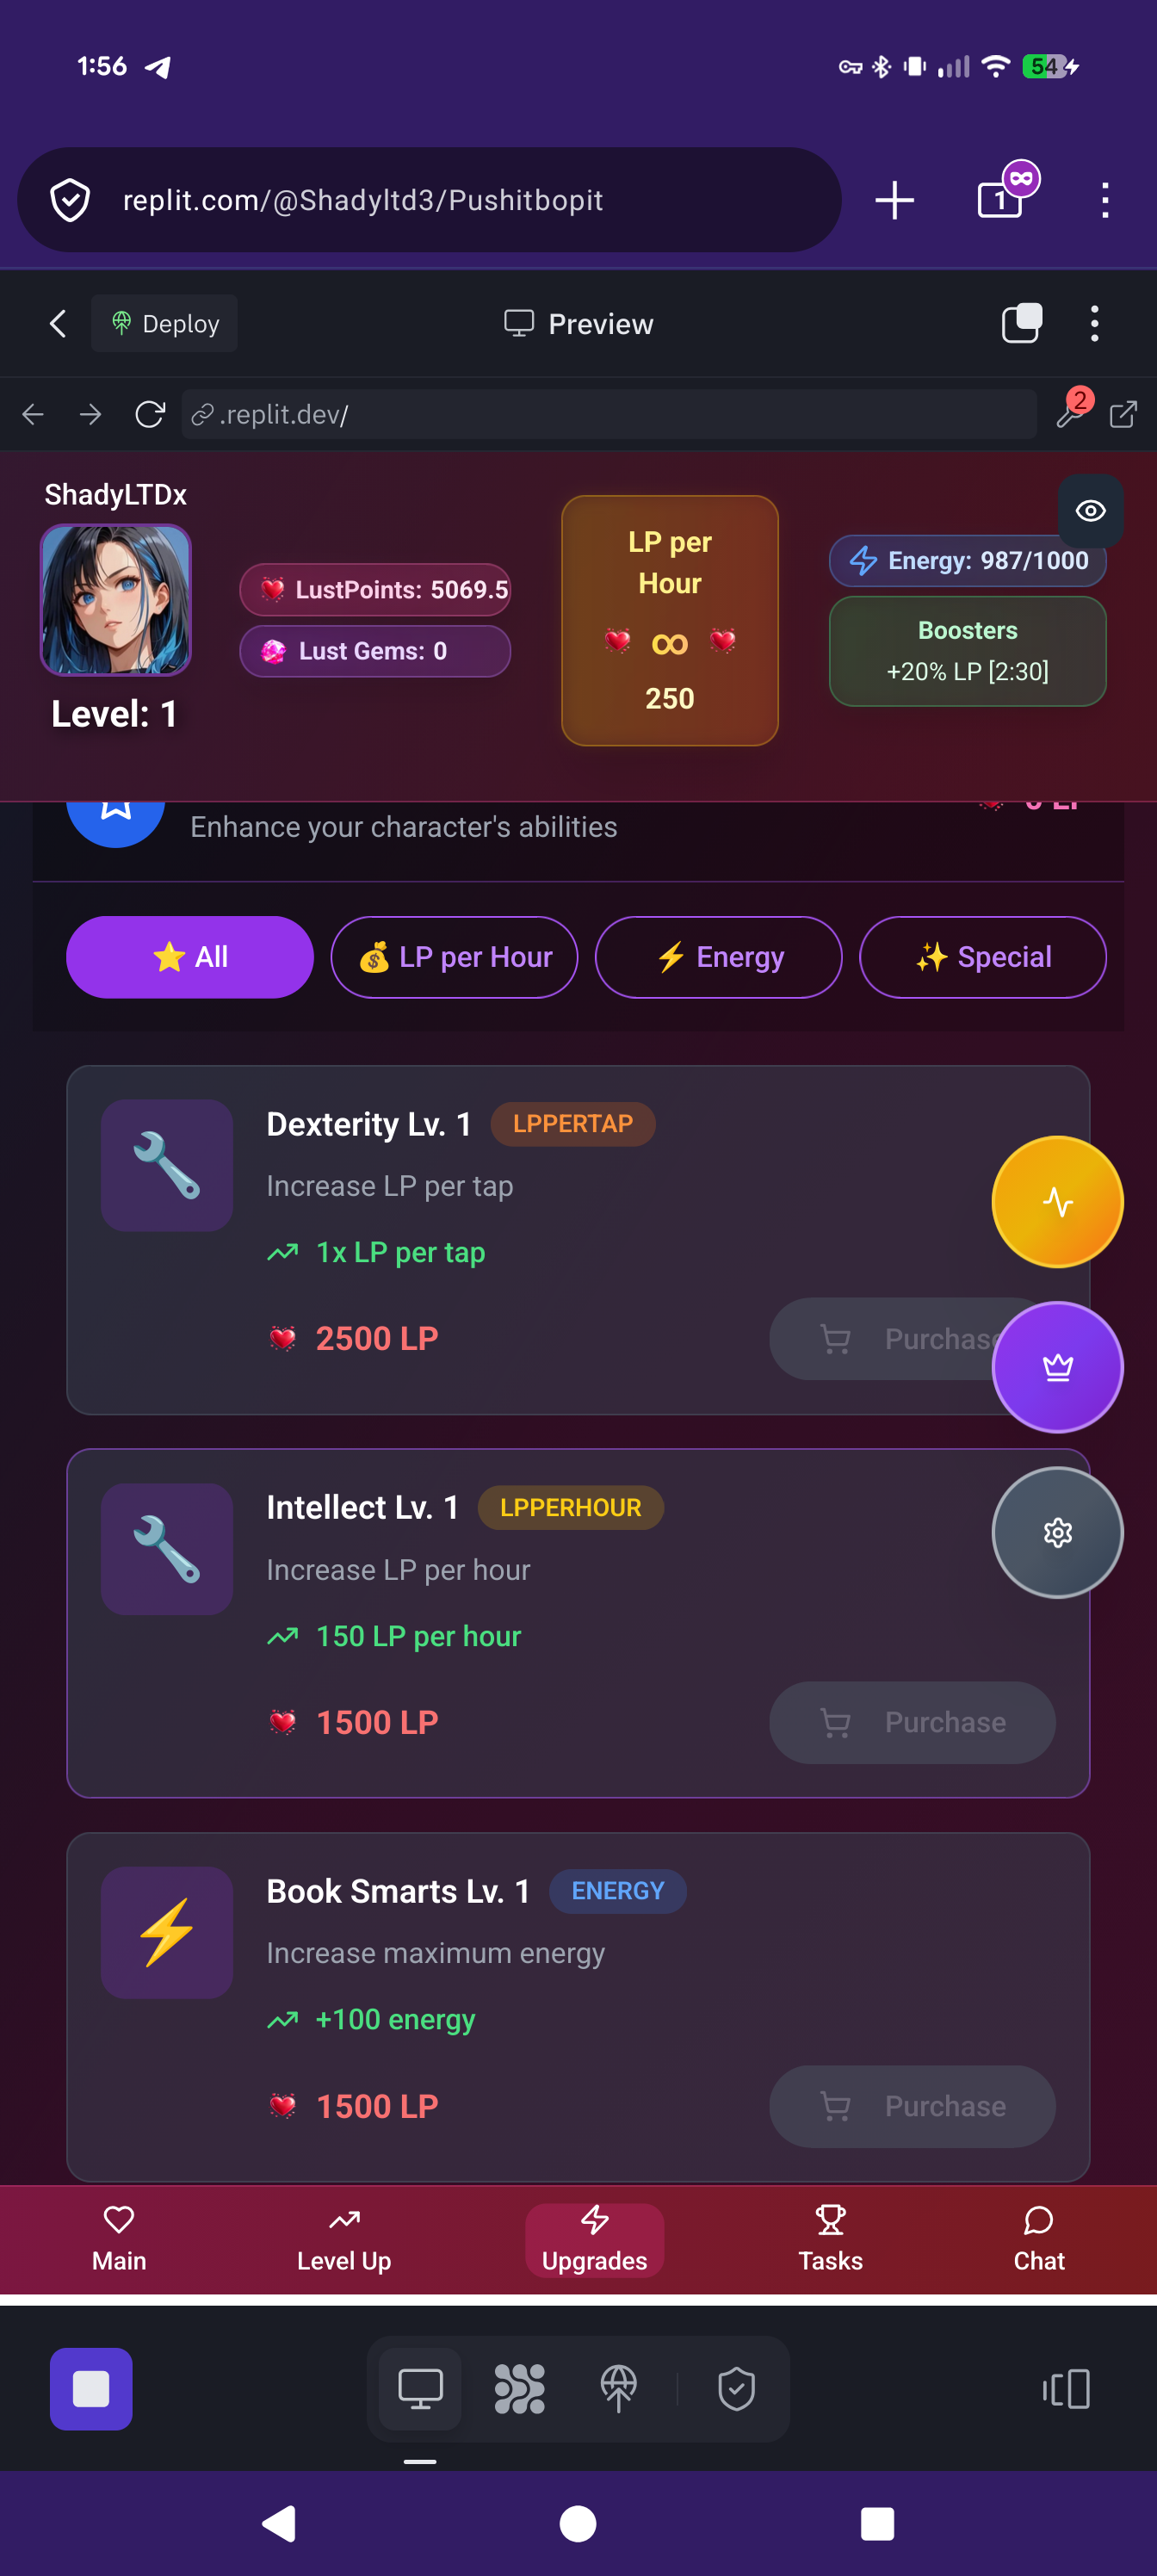 1:56
54
replit.com/@Shadyltd3/Pushitbopit
1
Deploy
Preview
.replit.dev/
2
ShadyLTDx
Level: 1
LustPoints: 5069.5
Lust Gems: 0
LP per
Hour
∞
250
Energy: 987/1000
Boosters
+20% LP [2:30]
Enhance your character's abilities
All
LP per Hour
Energy
Special
Dexterity Lv. 1
LPPERTAP
Increase LP per tap
1x LP per tap
2500 LP
Purchase
Intellect Lv. 1
LPPERHOUR
Increase LP per hour
150 LP per hour
1500 LP
Purchase
Book Smarts Lv. 1
ENERGY
Increase maximum energy
+100 energy
1500 LP
Purchase
Main
Level Up
Upgrades
Tasks
Chat